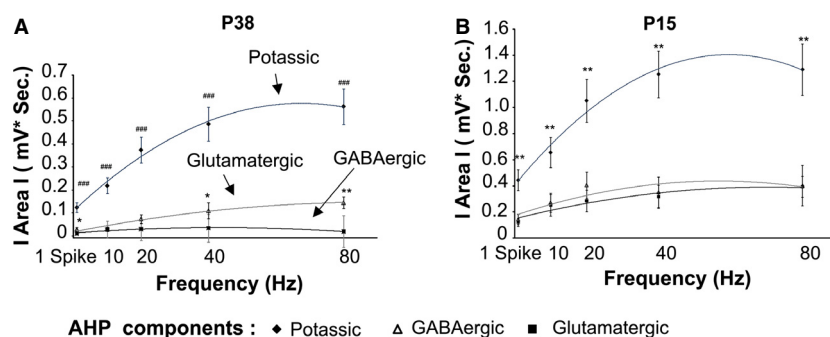 A
P38
I Area I ( mV* Sec.)
0.7
0.6
0.5
0.4
0.3
0.2
0.1
0
Potassic
Glutamatergic
GABAergic
###
###
###
###
###
*
*
**
1 Spike 10 20 40 80
Frequency (Hz)
B
P15
I Area I ( mV* Sec.)
1.6
1.4
1.2
1.0
0.8
0.6
0.4
0.2
0
**
**
**
**
**
1 Spike 10 20 40 80
Frequency (Hz)
AHP components : Potassic GABAergic Glutamatergic